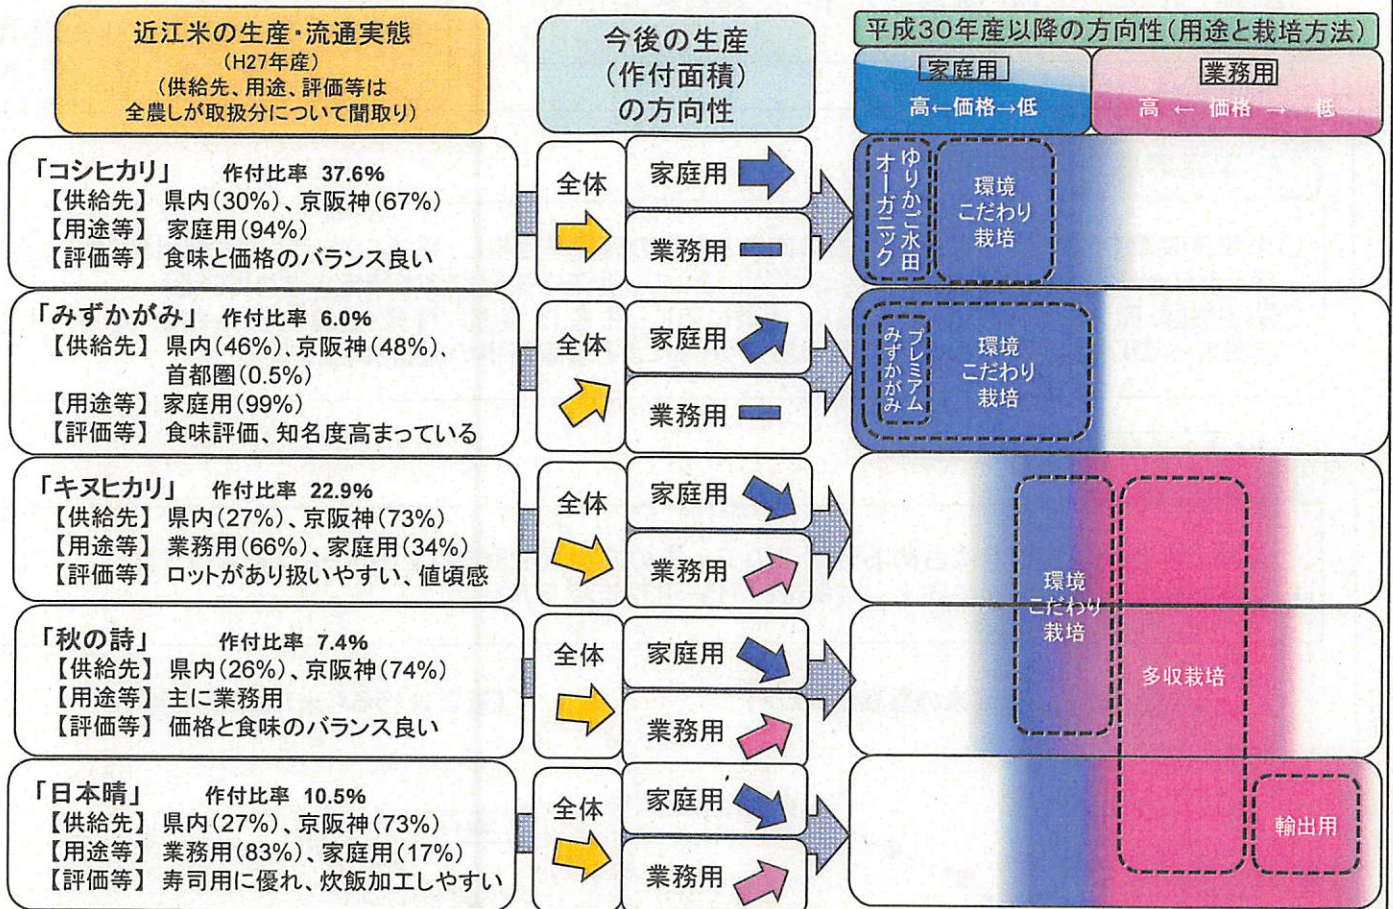 近江米の生産・流通実態
(H27年産)
(供給先、用途、評価等は
全農しが取扱分について聞取り)
今後の生産
(作付面積)
の方向性
平成30年産以降の方向性(用途と栽培方法)
家庭用
高←価格→低
業務用
高 ← 価格 → 低
「コシヒカリ」 作付比率 37.6%
【供給先】 県内(30%)、京阪神(67%)
【用途等】 家庭用(94%)
【評価等】 食味と価格のバランス良い
全体
家庭用
業務用
ゆりかご水田
オーガニック
環境
こだわり
栽培
「みずかがみ」 作付比率 6.0%
【供給先】 県内(46%)、京阪神(48%)、
首都圏(0.5%)
【用途等】 家庭用(99%)
【評価等】 食味評価、知名度高まっている
全体
家庭用
業務用
プレミアム
みずかがみ
環境
こだわり
栽培
「キヌヒカリ」 作付比率 22.9%
【供給先】 県内(27%)、京阪神(73%)
【用途等】 業務用(66%)、家庭用(34%)
【評価等】 ロットがあり扱いやすい、値頃感
全体
家庭用
業務用
環境
こだわり
栽培
「秋の詩」 作付比率 7.4%
【供給先】 県内(26%)、京阪神(74%)
【用途等】 主に業務用
【評価等】 価格と食味のバランス良い
全体
家庭用
業務用
多収栽培
「日本晴」 作付比率 10.5%
【供給先】 県内(27%)、京阪神(73%)
【用途等】 業務用(83%)、家庭用(17%)
【評価等】 寿司用に優れ、炊飯加工しやすい
全体
家庭用
業務用
輸出用